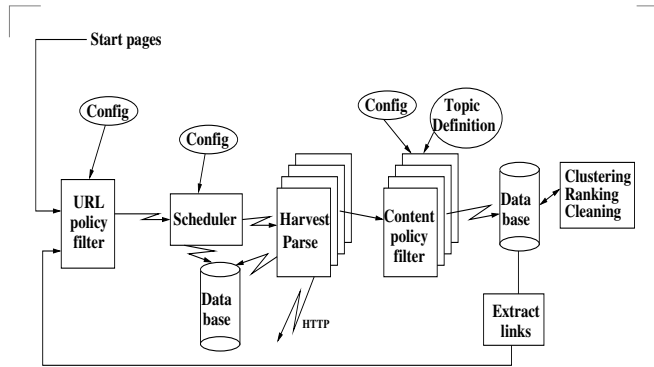 Start pages
Config
Config
Config
Topic
Definition
URL
policy
filter
Scheduler
Harvest
Parse
Content
policy
filter
Data
base
Clustering
Ranking
Cleaning
Data
base
HTTP
Extract
links